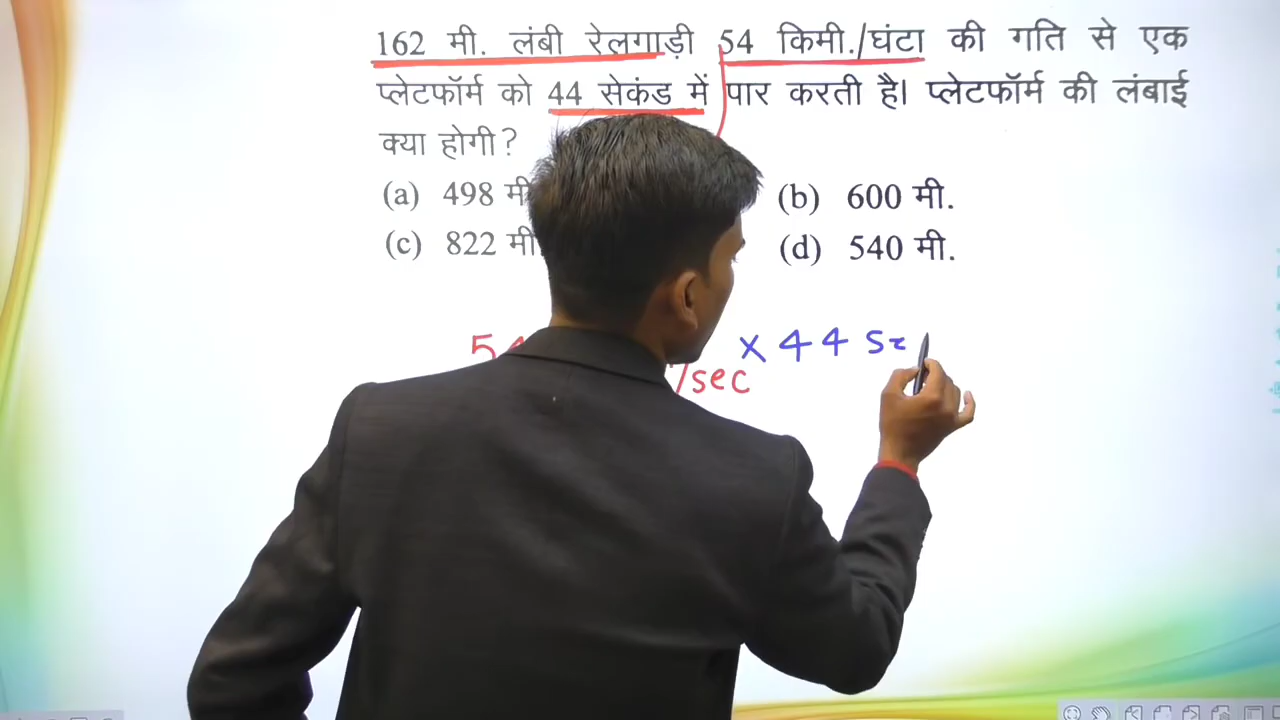 162 मी. लंबी रेलगाड़ी 54 किमी./घंटा की गति से एक
प्लेटफॉर्म को 44 सेकंड में पार करती है। प्लेटफॉर्म की लंबाई
क्या होगी?
(a) 498 मी
(b) 600 मी.
(c) 822 मी
(d) 540 मी.
× 44 se
/sec